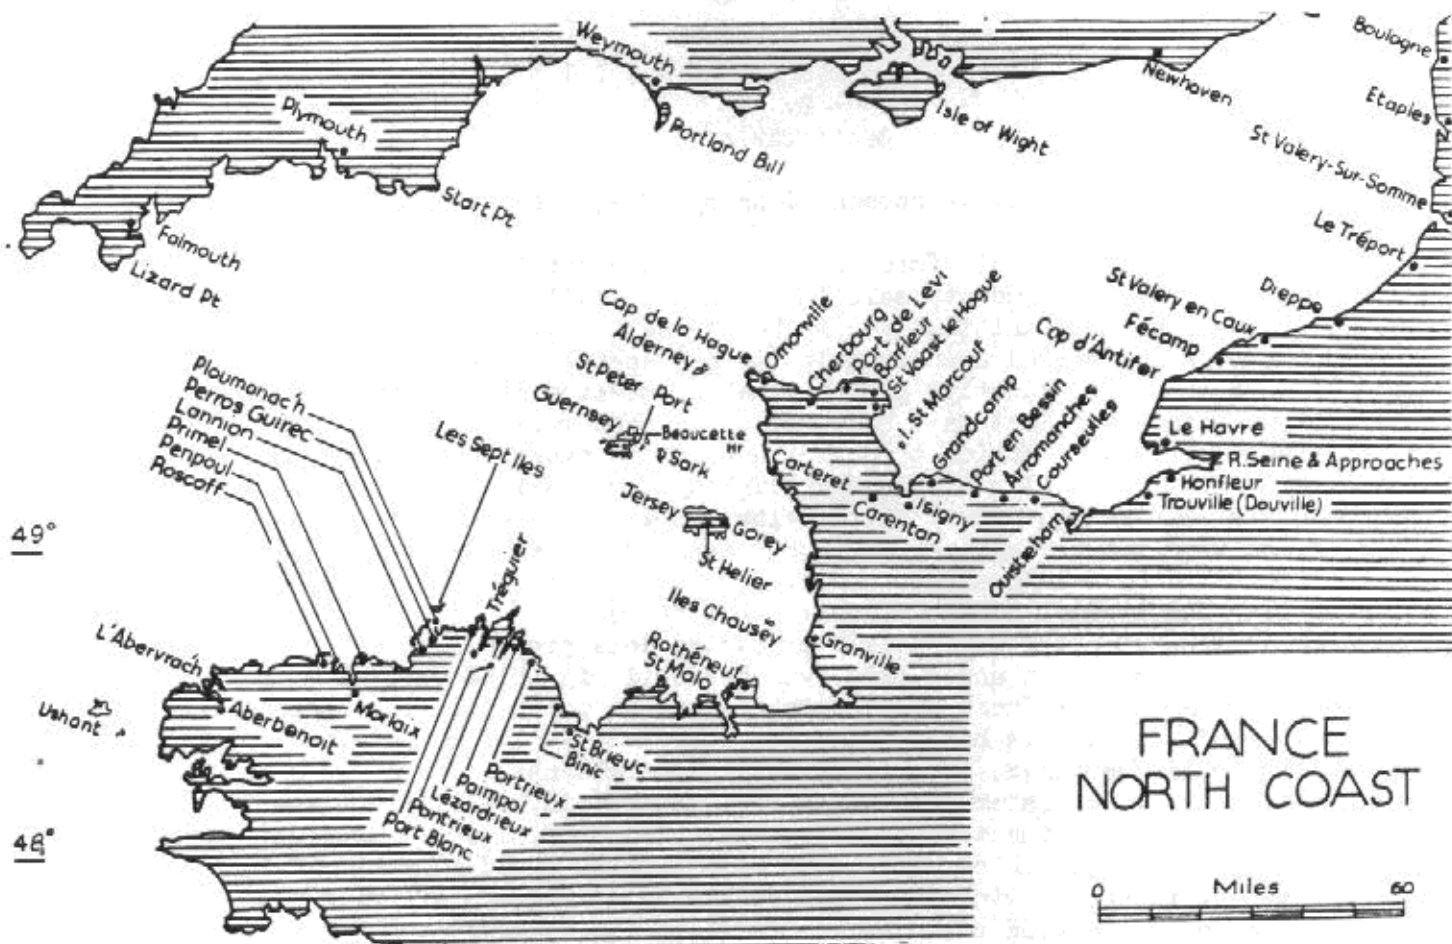 Weymouth
Boulogne
Newhaven
Plymouth
Isle of Wight
Etaples
Portland Bill
St Valery-Sur-Somme
Start Pt
Falmouth
Lizard Pt
Le Tréport
Dieppe
St Valery en Caux
Fécamp
Cap d'Antifer
Cap de la Hague
Omonville
Cherbourg
Port de Levi
Barfleur
St Vaast le Hogue
Alderney
St Peter Port
Guernsey
Beaucette Hr
Sark
I. St Marcouf
Grandcamp
Port en Bessin
Arromanches
Courseulles
Le Havre
R. Seine & Approaches
Honfleur
Trouville (Douville)
Ploumanac'h
Perros Guirec
Lannion
Primel
Penpoul
Roscoff
Les Sept Iles
Carteret
Carentan
Isigny
Ouistreham
Jersey
Gorey
St Helier
49°
Tréguier
Iles Chausey
Granville
Rothéneuf
St Malo
L'Abervrac'h
Ushant
Aberbenoit
Morlaix
St Brieuc
Binic
Portrieux
Paimpol
Lézardrieux
Pontrieux
Port Blanc
48°
FRANCE
NORTH COAST
0 Miles 60